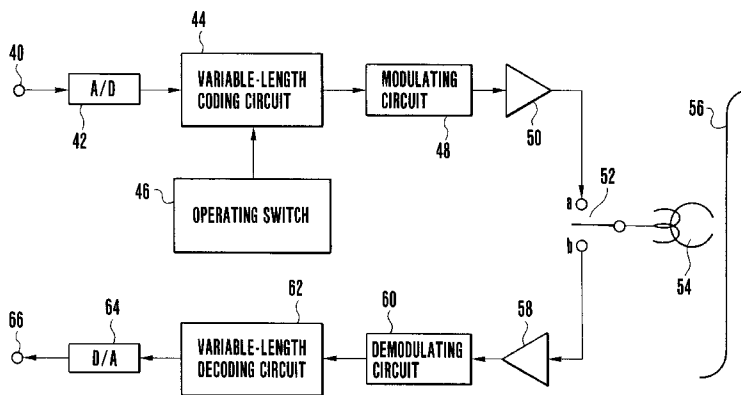 40
A/D
42
44
VARIABLE-LENGTH
CODING CIRCUIT
MODULATING
CIRCUIT
48
50
56
46
OPERATING SWITCH
a
52
b
54
66
64
D/A
62
VARIABLE-LENGTH
DECODING CIRCUIT
60
DEMODULATING
CIRCUIT
58